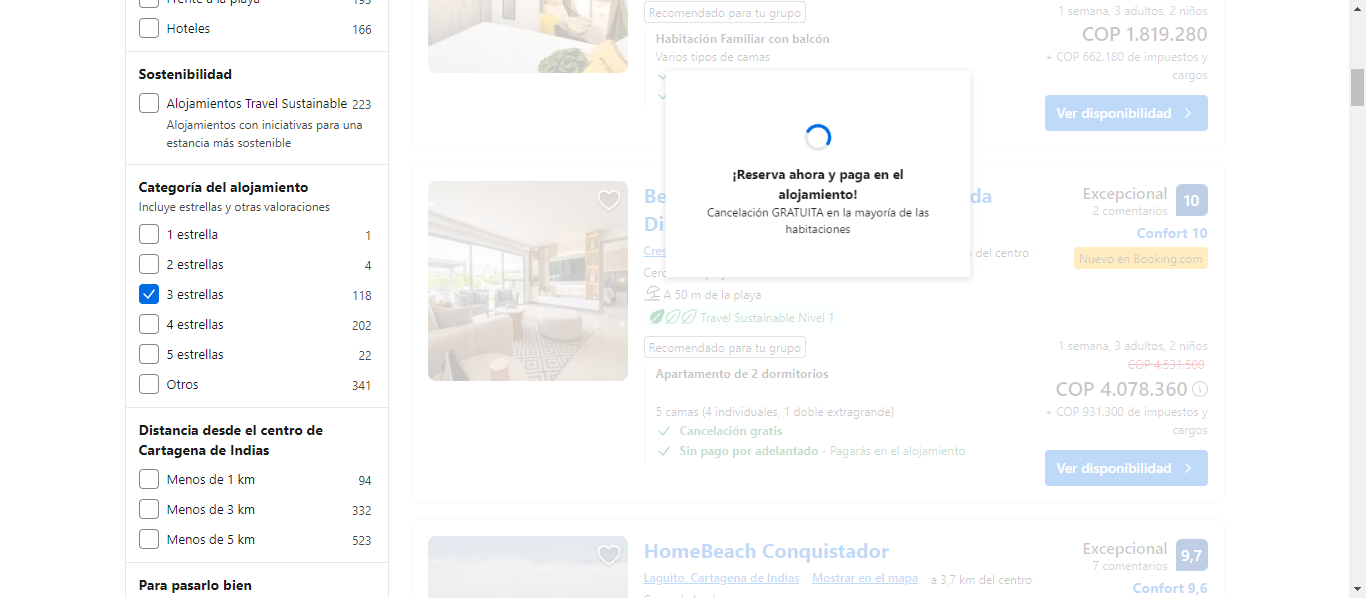 Frente a la playa 193
Hoteles 166
Sostenibilidad
Alojamientos Travel Sustainable 223
Alojamientos con iniciativas para una
estancia más sostenible
Categoría del alojamiento
Incluye estrellas y otras valoraciones
1 estrella 1
2 estrellas 4
3 estrellas 118
4 estrellas 202
5 estrellas 22
Otros 341
Distancia desde el centro de
Cartagena de Indias
Menos de 1 km 94
Menos de 3 km 332
Menos de 5 km 523
Para pasarlo bien
Recomendado para tu grupo
Habitación Familiar con balcón
Varios tipos de camas
1 semana, 3 adultos, 2 niños
COP 1.819.280
+ COP 662.180 de impuestos y
cargos
Ver disponibilidad
¡Reserva ahora y paga en el
alojamiento!
Cancelación GRATUITA en la mayoría de las
habitaciones
Be
da
Di
Cres
del centro
A 50 m de la playa
Travel Sustainable Nivel 1
Excepcional 10
2 comentarios
Confort 10
Nuevo en Booking.com
Recomendado para tu grupo
Apartamento de 2 dormitorios
5 camas (4 individuales, 1 doble extragrande)
Cancelación gratis
Sin pago por adelantado - Pagarás en el alojamiento
1 semana, 3 adultos, 2 niños
COP 4.531.500
COP 4.078.360
+ COP 931.300 de impuestos y
cargos
Ver disponibilidad
HomeBeach Conquistador
Laguito, Cartagena de Indias Mostrar en el mapa a 3,7 km del centro
Excepcional 9,7
7 comentarios
Confort 9,6